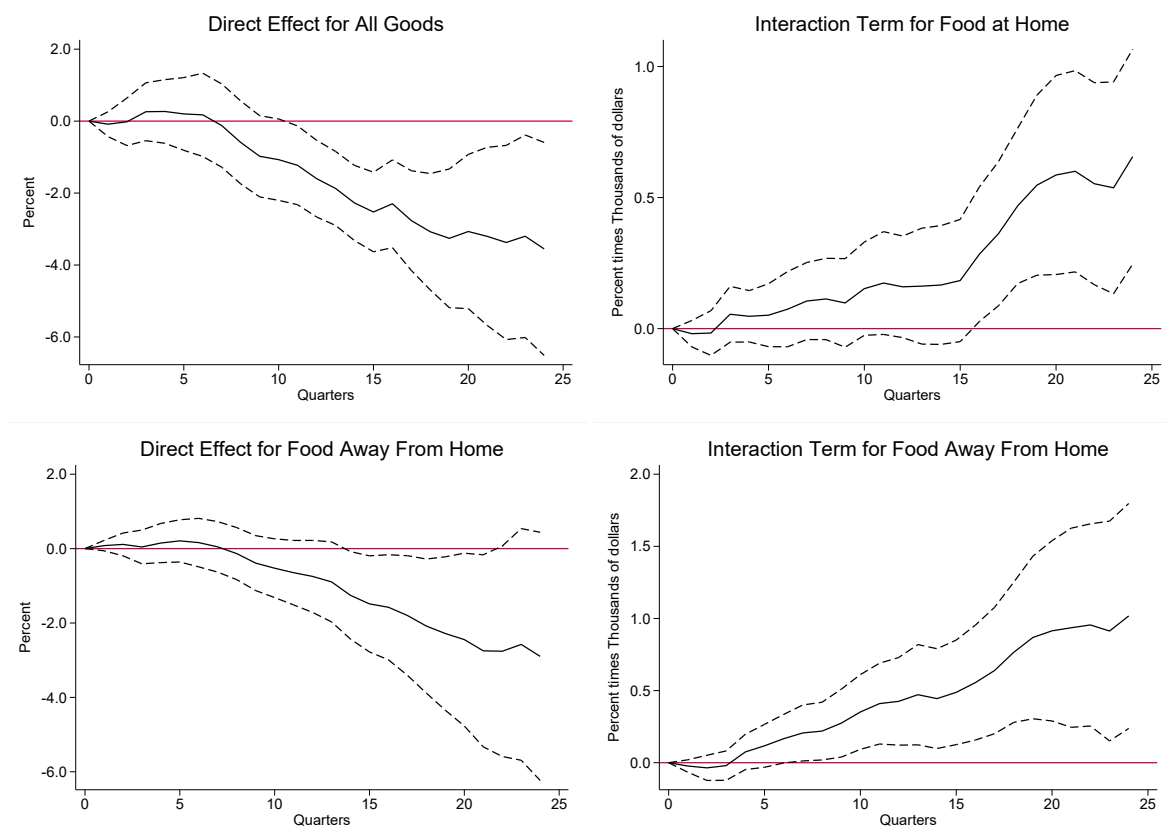 Direct Effect for All Goods
2.0
0.0
-2.0
-4.0
-6.0
Percent
0 5 10 15 20 25
Quarters
Interaction Term for Food at Home
1.0
0.5
0.0
Percent times Thousands of dollars
0 5 10 15 20 25
Quarters
Direct Effect for Food Away From Home
2.0
0.0
-2.0
-4.0
-6.0
Percent
0 5 10 15 20 25
Quarters
Interaction Term for Food Away From Home
2.0
1.5
1.0
0.5
0.0
Percent times Thousands of dollars
0 5 10 15 20 25
Quarters